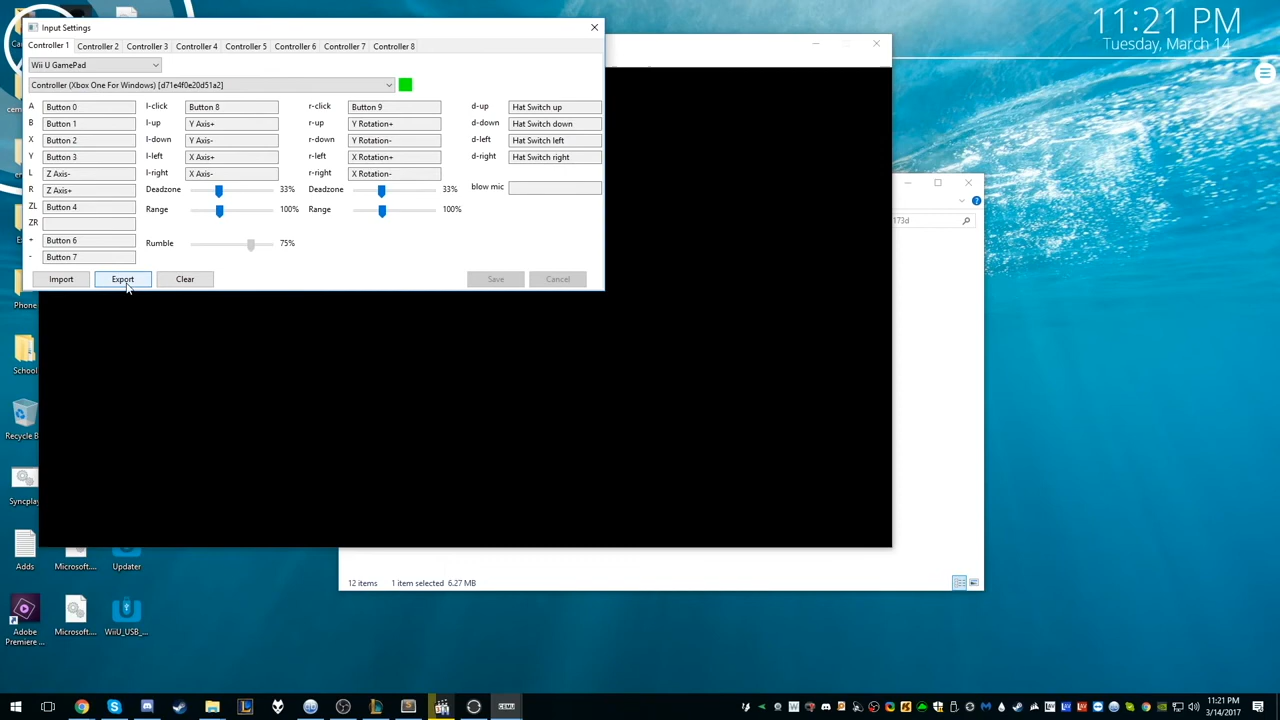 11:21 PM
Tuesday, March 14
Input Settings
Controller 1 Controller 2 Controller 3 Controller 4 Controller 5 Controller 6 Controller 7 Controller 8
Wii U GamePad
Controller (Xbox One For Windows) [d71e4f0e20d51a2]
A Button 0 l-click Button 8 r-click Button 9 d-up Hat Switch up
B Button 1 l-up Y Axis+ r-up Y Rotation+ d-down Hat Switch down
X Button 2 l-down Y Axis- r-down Y Rotation- d-left Hat Switch left
Y Button 3 l-left X Axis+ r-left X Rotation+ d-right Hat Switch right
L Z Axis- l-right X Axis- r-right X Rotation-
R Z Axis+ Deadzone 33% Deadzone 33% blow mic
ZL Button 4 Range 100% Range 100%
ZR
+ Button 6 Rumble 75%
- Button 7
Import Export Clear Save Cancel
173d
Phone
School
Recycle B
Syncplay
Adds Microsoft.... Updater
Adobe Premiere ... Microsoft.... WiiU_USB_...
12 items 1 item selected 6.27 MB
CEMU
11:21 PM
3/14/2017